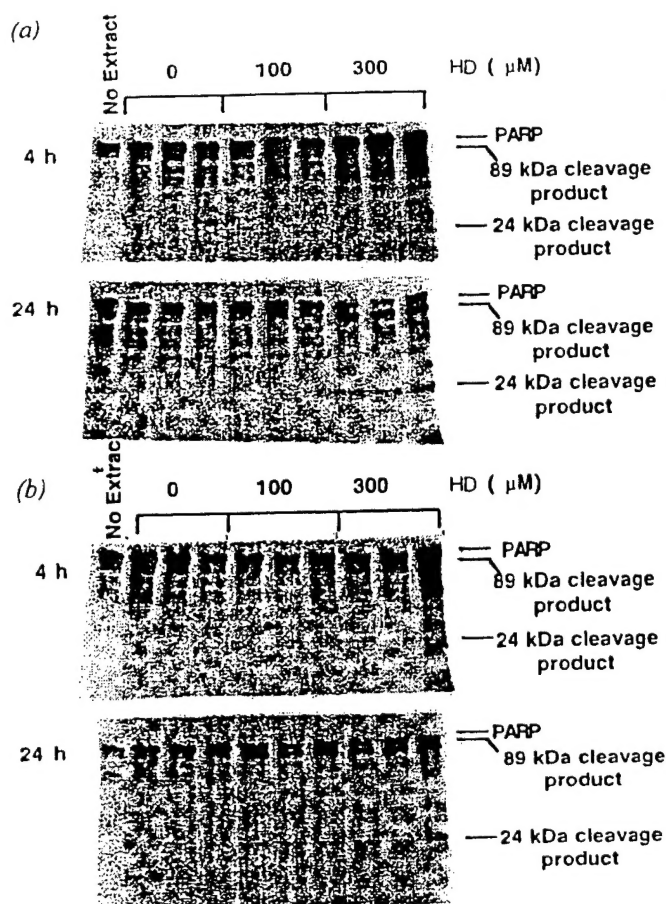 (a)
No Extract
0 100 300 HD ( μM)
4 h
PARP
89 kDa cleavage
product
24 kDa cleavage
product
24 h
PARP
89 kDa cleavage
product
24 kDa cleavage
product
(b)
No Extract
0 100 300 HD ( μM)
4 h
PARP
89 kDa cleavage
product
24 kDa cleavage
product
24 h
PARP
89 kDa cleavage
product
24 kDa cleavage
product